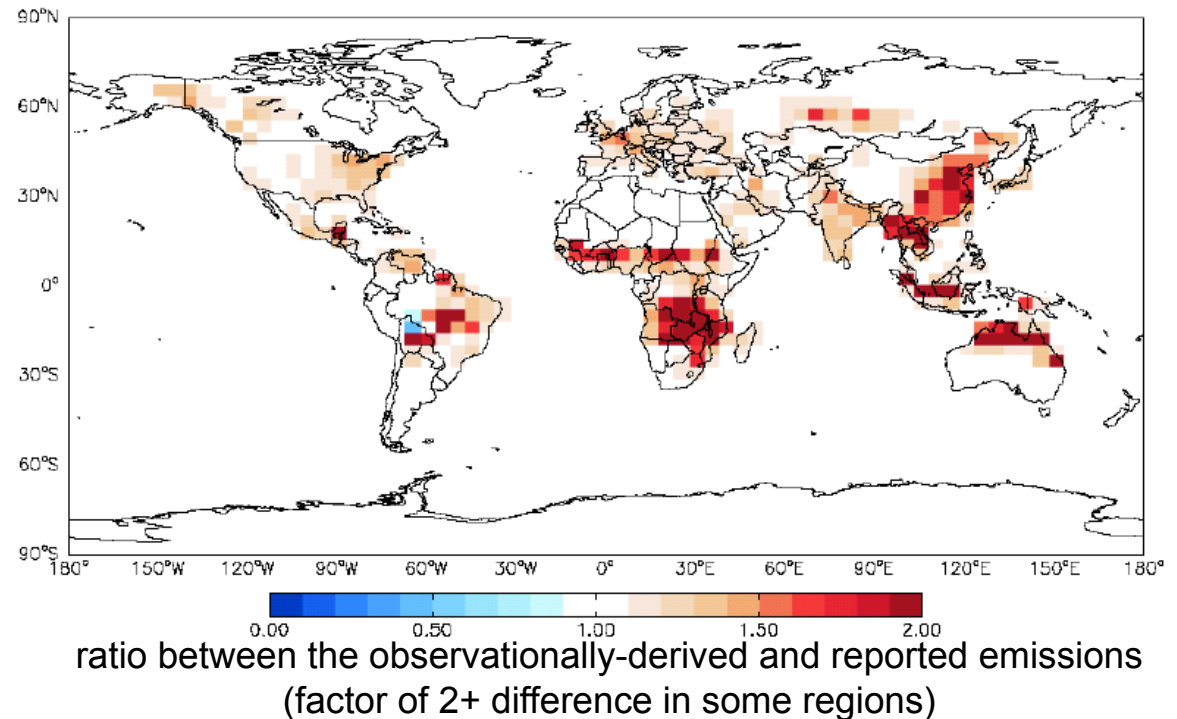 90°N
60°N
30°N
0°
30°S
60°S
90°S
180° 150°W 120°W 90°W 60°W 30°W 0° 30°E 60°E 90°E 120°E 150°E 180°
0.00 0.50 1.00 1.50 2.00
ratio between the observationally-derived and reported emissions
(factor of 2+ difference in some regions)